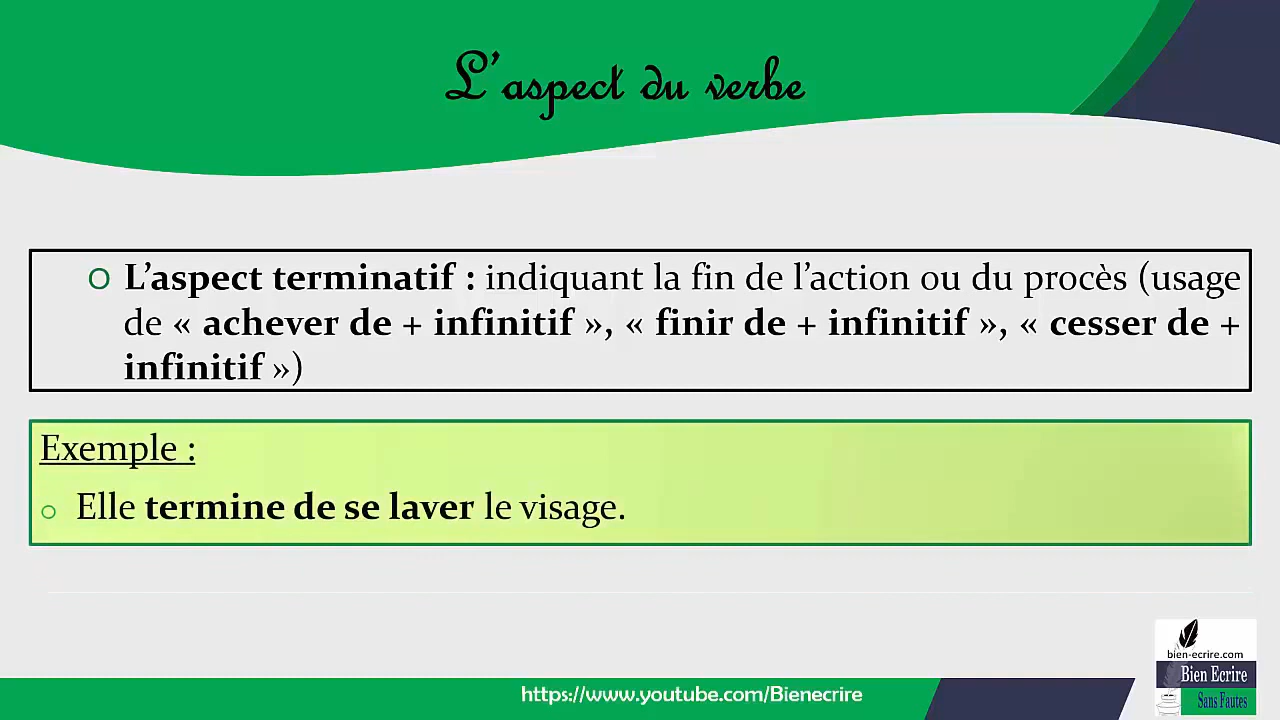 L’aspect du verbe
O L’aspect terminatif : indiquant la fin de l’action ou du procès (usage
de « achever de + infinitif », « finir de + infinitif », « cesser de +
infinitif »)
Exemple :
o Elle termine de se laver le visage.
bien-ecrire.com
Bien Ecrire
Sans Fautes
https://www.youtube.com/Bienecrire